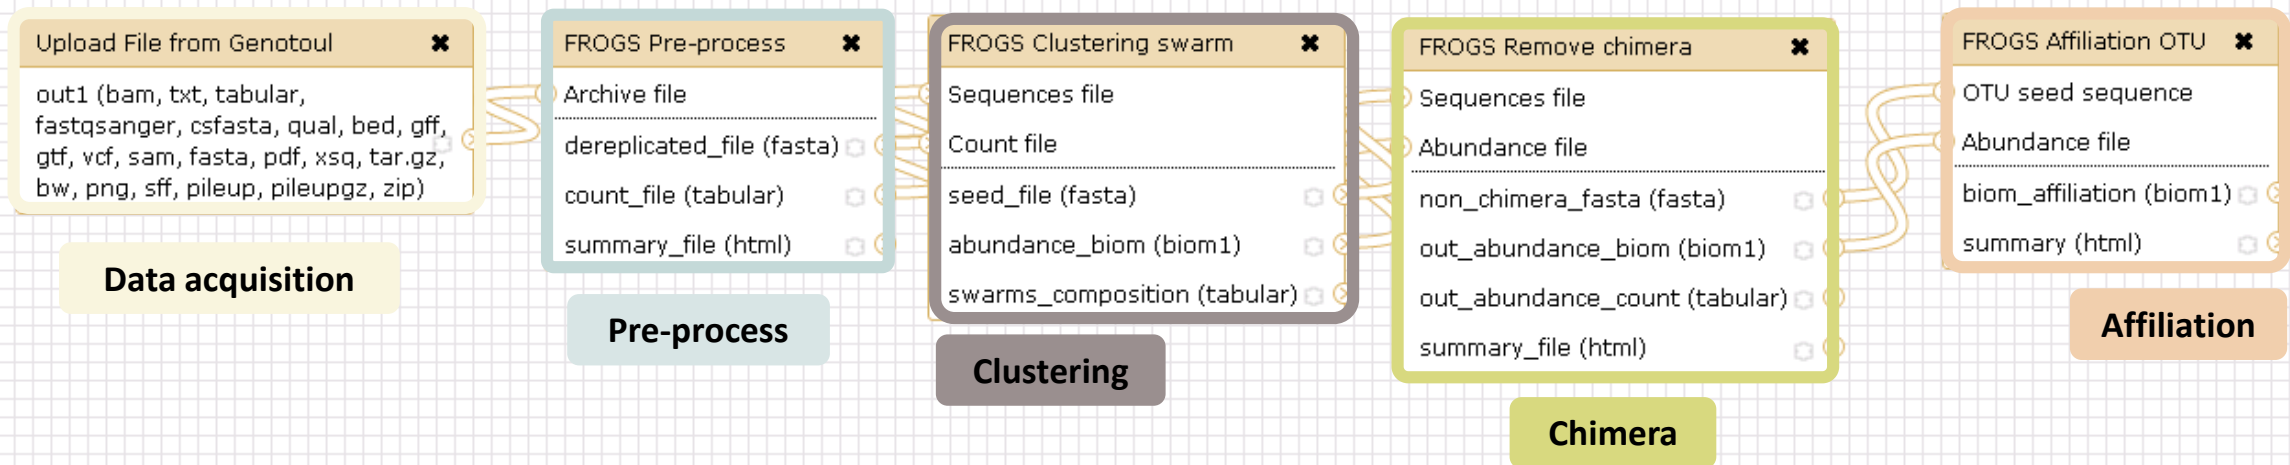 Upload File from Genotoul ✖
out1 (bam, txt, tabular,
fastqsanger, csfasta, qual, bed, gff,
gtf, vcf, sam, fasta, pdf, xsq, tar.gz,
bw, png, sff, pileup, pileupgz, zip)
Data acquisition
FROGS Pre-process ✖
Archive file
dereplicated_file (fasta)
count_file (tabular)
summary_file (html)
Pre-process
FROGS Clustering swarm ✖
Sequences file
Count file
seed_file (fasta)
abundance_biom (biom1)
swarms_composition (tabular)
Clustering
FROGS Remove chimera ✖
Sequences file
Abundance file
non_chimera_fasta (fasta)
out_abundance_biom (biom1)
out_abundance_count (tabular)
summary_file (html)
Chimera
FROGS Affiliation OTU ✖
OTU seed sequence
Abundance file
biom_affiliation (biom1)
summary (html)
Affiliation